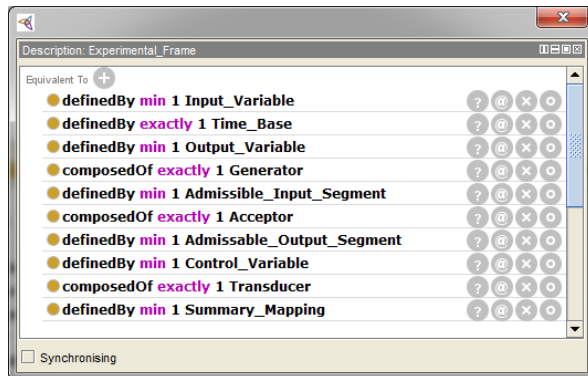 Description: Experimental_Frame
Equivalent To
definedBy min 1 Input_Variable
definedBy exactly 1 Time_Base
definedBy min 1 Output_Variable
composedOf exactly 1 Generator
definedBy min 1 Admissible_Input_Segment
composedOf exactly 1 Acceptor
definedBy min 1 Admissable_Output_Segment
definedBy min 1 Control_Variable
composedOf exactly 1 Transducer
definedBy min 1 Summary_Mapping
Synchronising